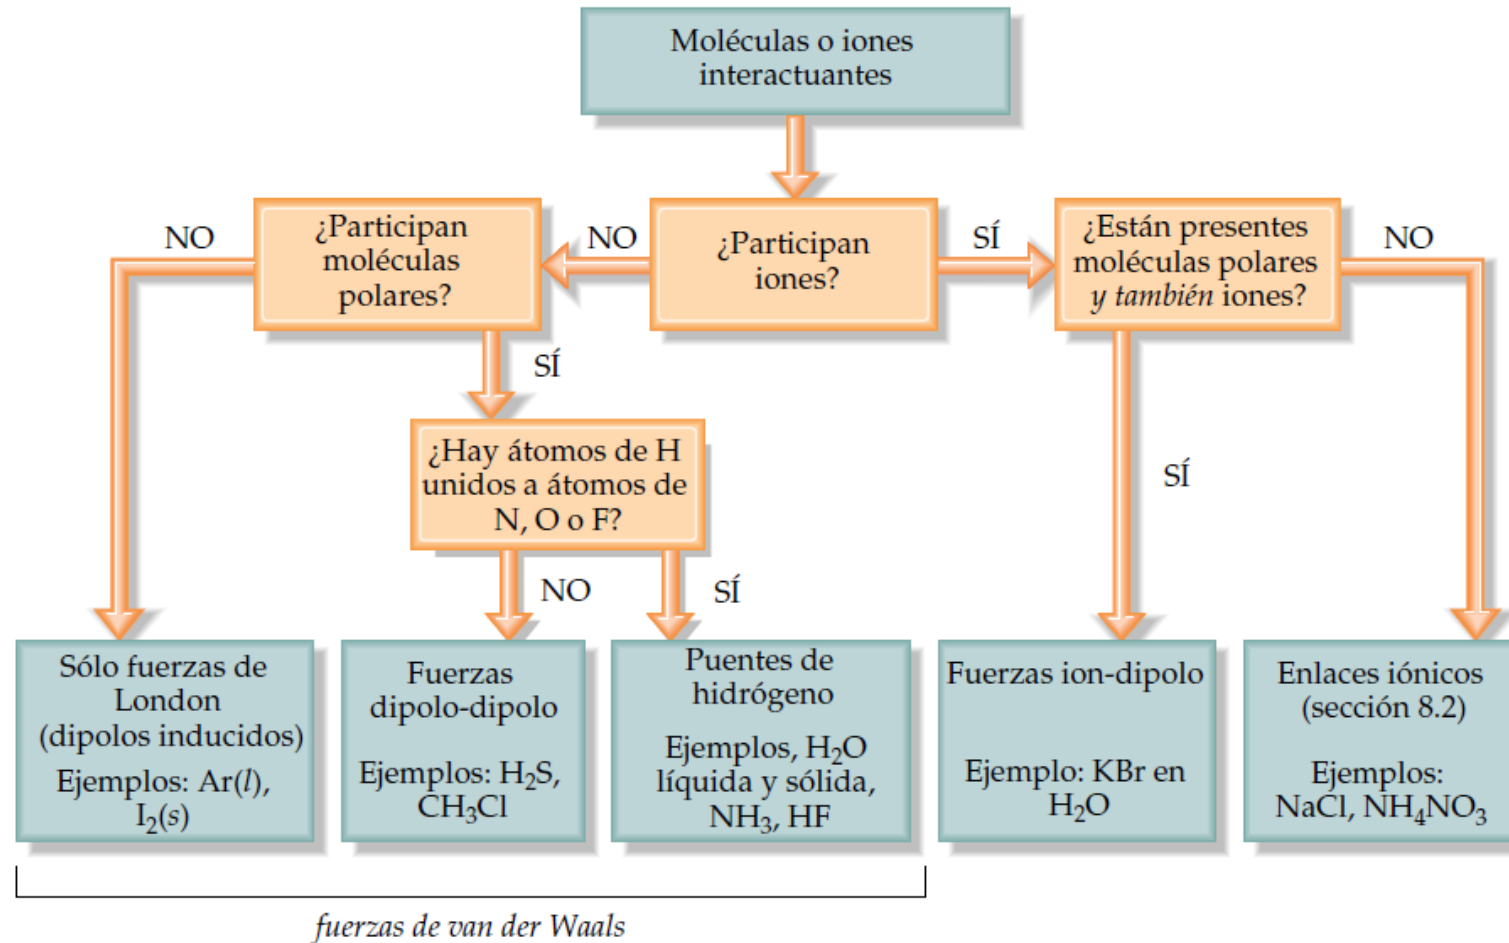 Moléculas o iones
interactuantes
NO
¿Participan
moléculas
polares?
NO
¿Participan
iones?
SÍ
¿Están presentes
moléculas polares
y también iones?
NO
SÍ
¿Hay átomos de H
unidos a átomos de
N, O o F?
SÍ
NO
SÍ
Sólo fuerzas de
London
(dipolos inducidos)
Ejemplos: Ar(l),
I₂(s)
Fuerzas
dipolo-dipolo
Ejemplos: H₂S,
CH₃Cl
Puentes de
hidrógeno
Ejemplos, H₂O
líquida y sólida,
NH₃, HF
Fuerzas ion-dipolo
Ejemplo: KBr en
H₂O
Enlaces iónicos
(sección 8.2)
Ejemplos:
NaCl, NH₄NO₃
fuerzas de van der Waals